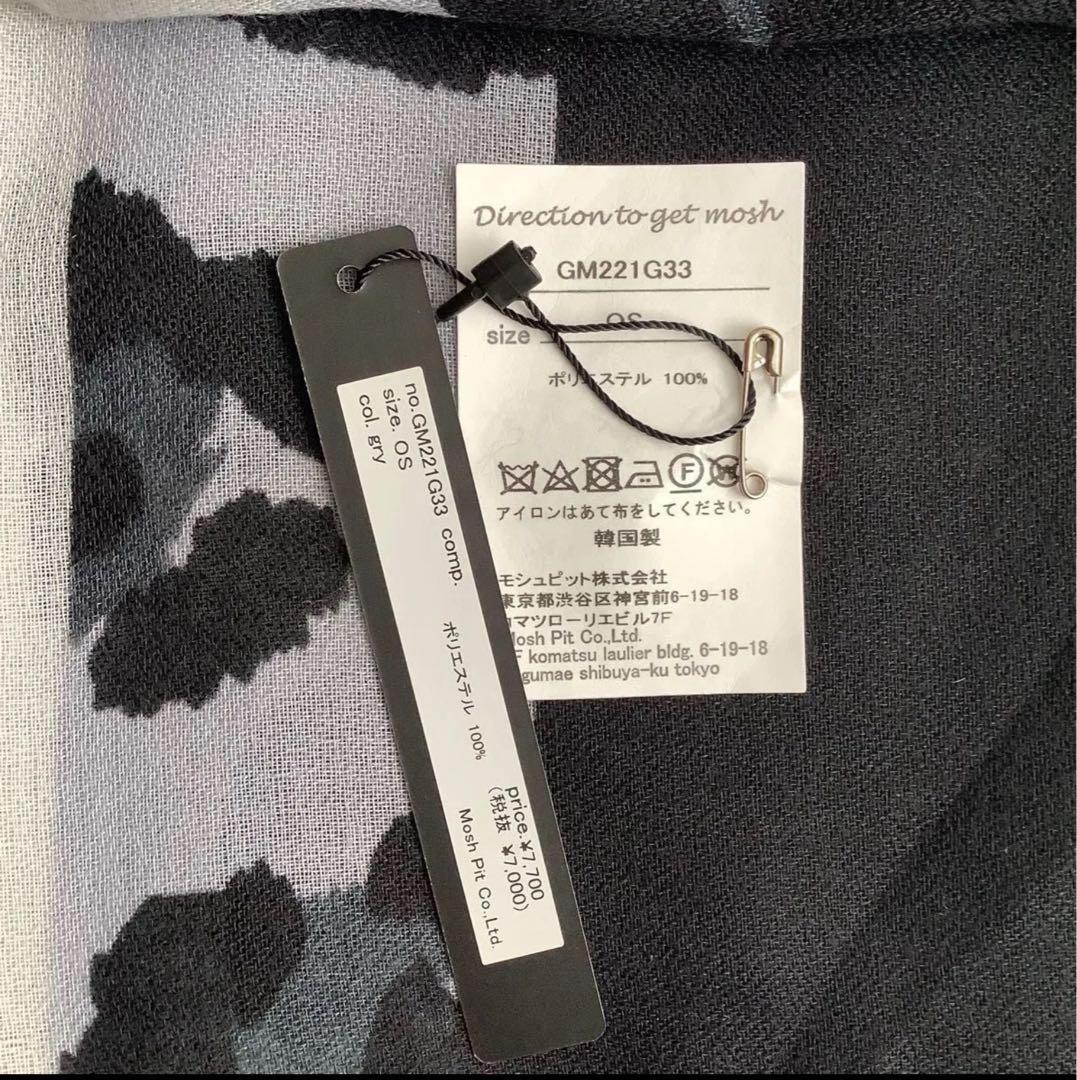 Direction to get mosh
GM221G33
size OS
ポリエステル 100%
アイロンはあて布をしてください。
韓国製
モシュピット株式会社
東京都渋谷区神宮前6-19-18
マツローリエビル7F
Mosh Pit Co.,Ltd.
komatsu laulier bldg. 6-19-18
shibuya-ku tokyo
no.GM221G33 comp. ポリエステル 100% price.¥7,700
size. OS (税抜 ¥7,000)
col. gry Mosh Pit Co.,Ltd.